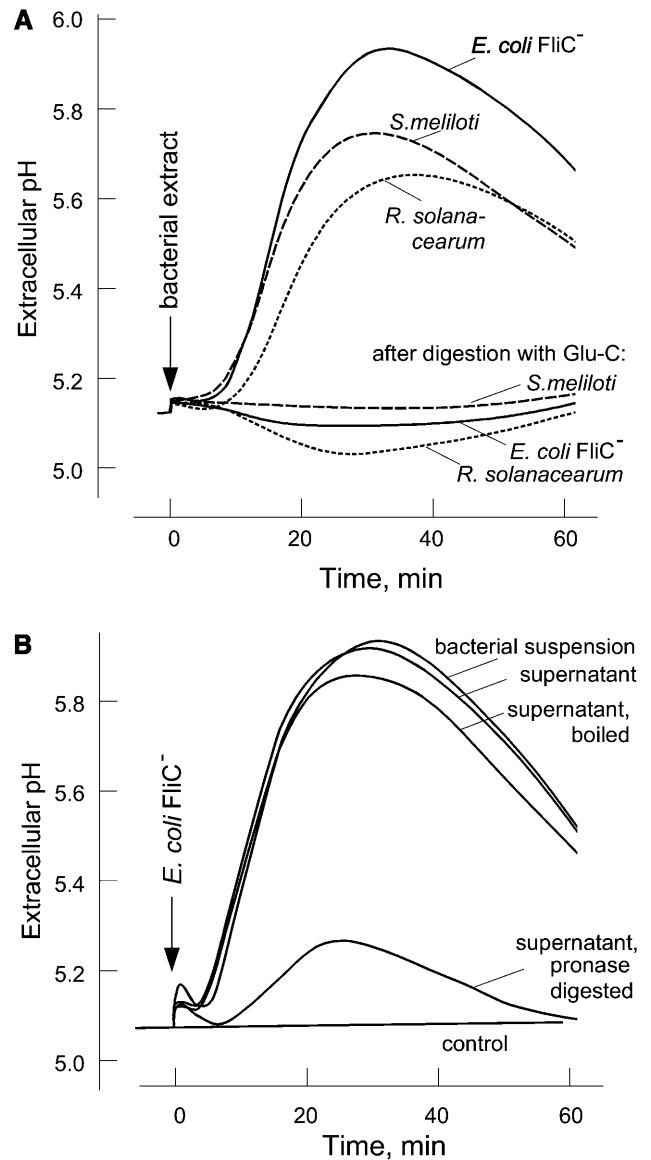 A
6.0
5.8
5.6
5.4
5.2
5.0
Extracellular pH
bacterial extract
E. coli FliC⁻
S.meliloti
R. solana-
cearum
after digestion with Glu-C:
S.meliloti
E. coli FliC⁻
R. solanacearum
0 20 40 60
Time, min
B
5.8
5.6
5.4
5.2
5.0
Extracellular pH
E. coli FliC⁻
bacterial suspension
supernatant
supernatant,
boiled
supernatant,
pronase
digested
control
0 20 40 60
Time, min